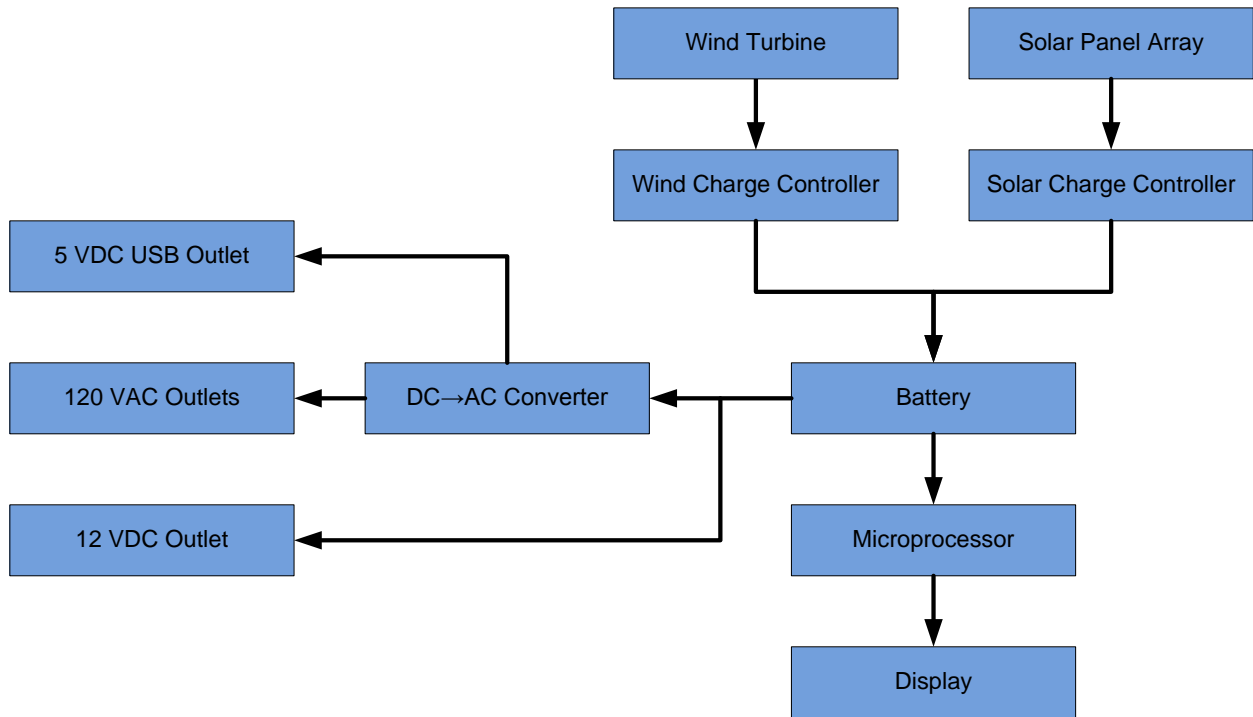 Wind Turbine
Solar Panel Array
Wind Charge Controller
Solar Charge Controller
5 VDC USB Outlet
120 VAC Outlets
DC→AC Converter
Battery
12 VDC Outlet
Microprocessor
Display